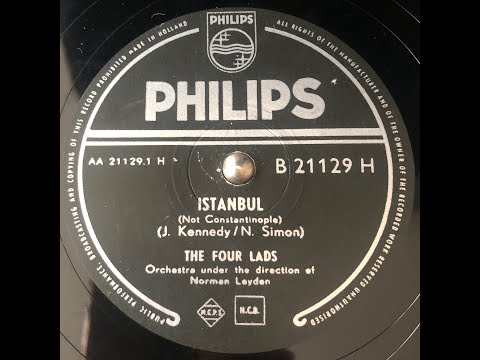 PHILIPS
PHILIPS
AA 21129.1 H
B 21129 H
ISTANBUL
(Not Constantinople)
(J. Kennedy/N. Simon)
THE FOUR LADS
Orchestra under the direction of
Norman Leyden
M.C.P.S.
N.C.B.
PUBLIC PERFORMANCE, BROADCASTING AND COPYING OF THIS RECORD PROHIBITED MADE IN HOLLAND
ALL RIGHTS OF THE MANUFACTURER AND OF THE OWNER OF THE RECORDED WORK RESERVED UNAUTHORISED